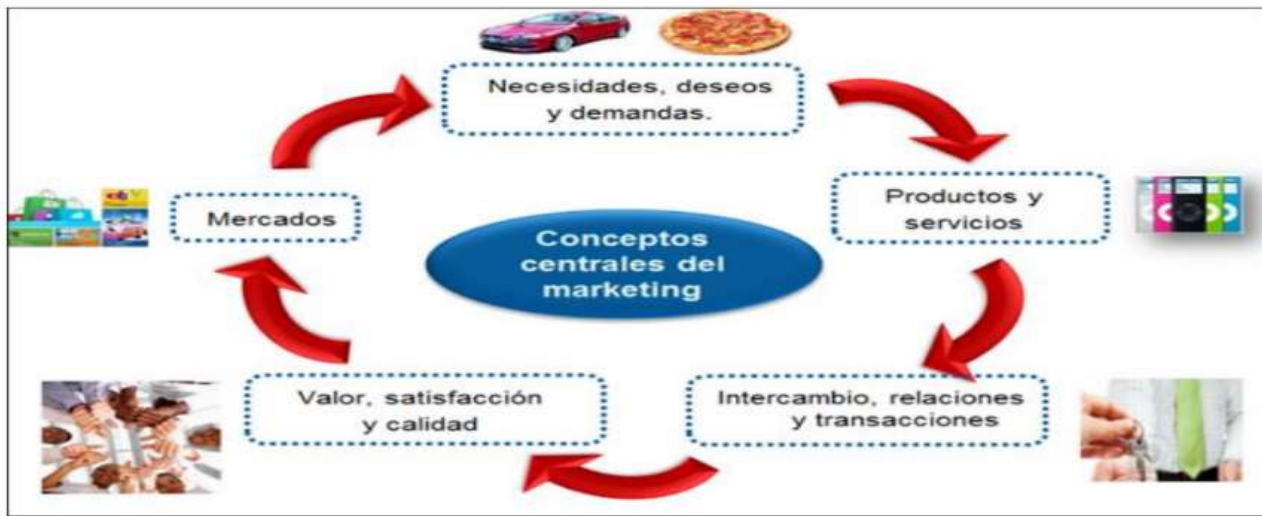 Necesidades, deseos
y demandas.
Productos y
servicios
Intercambio, relaciones
y transacciones
Valor, satisfacción
y calidad
Mercados
Conceptos
centrales del
marketing